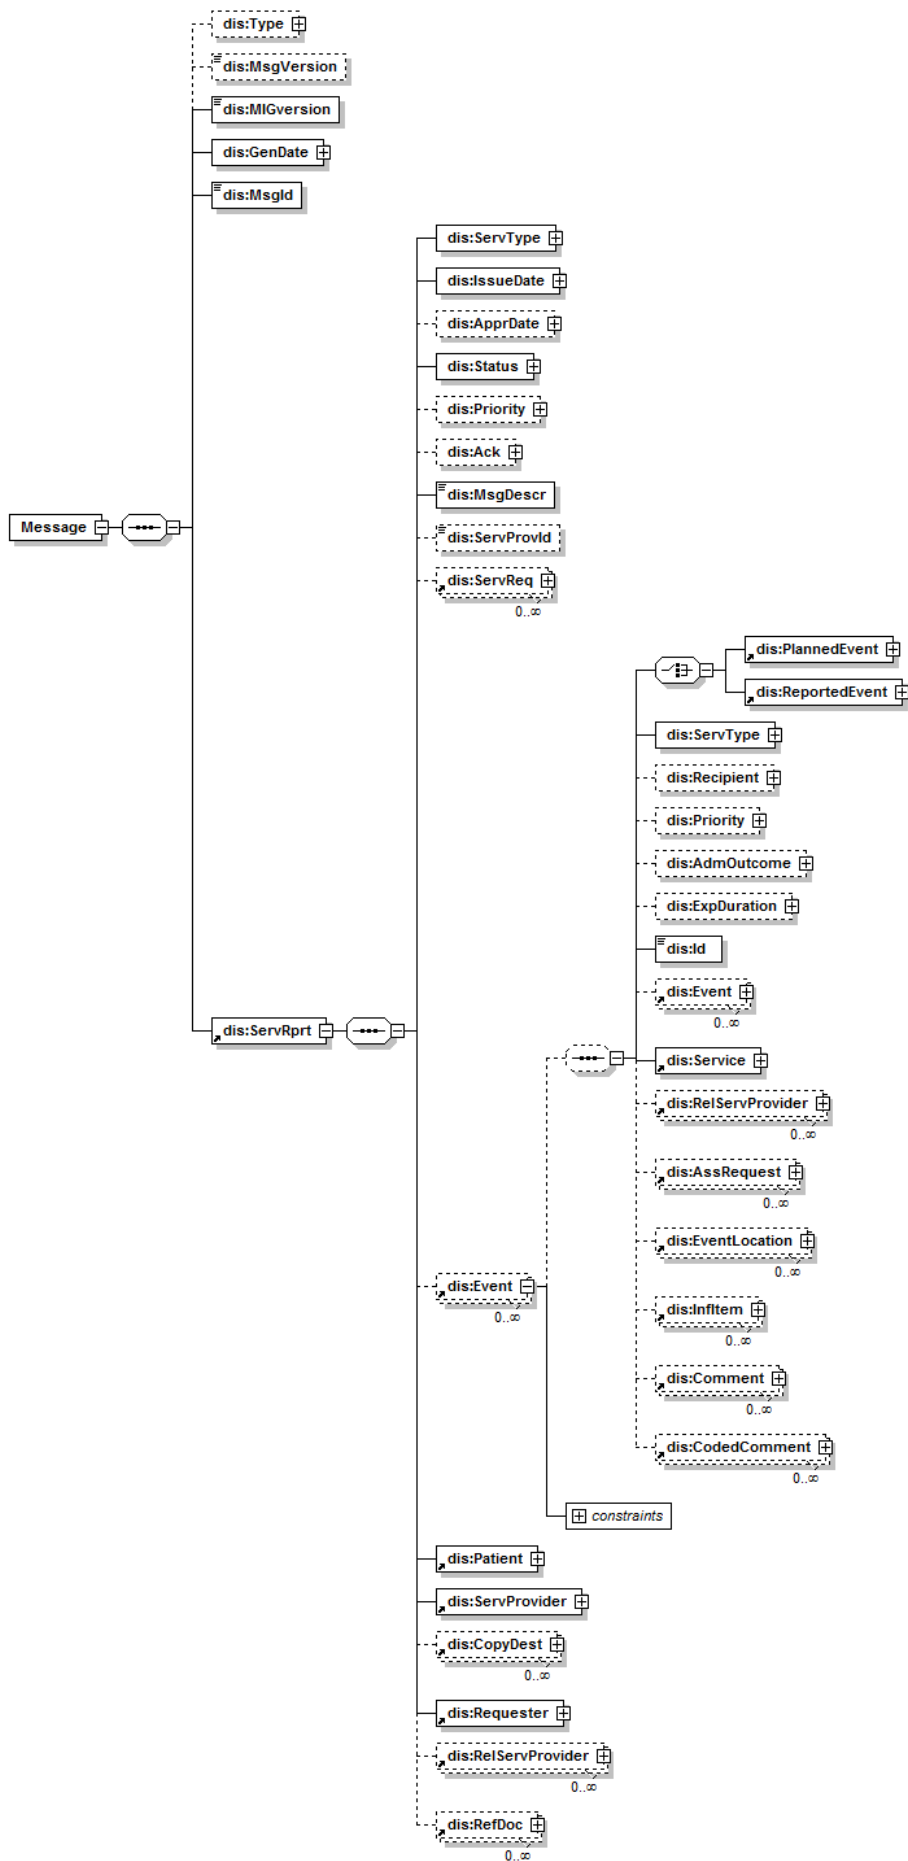 dis:Type
dis:MsgVersion
dis:MIGversion
dis:GenDate
dis:MsgId
dis:ServType
dis:IssueDate
dis:ApprDate
dis:Status
dis:Priority
dis:Ack
dis:MsgDescr
Message
dis:ServProvId
dis:ServReq
0..∞
dis:PlannedEvent
dis:ReportedEvent
dis:ServType
dis:Recipient
dis:Priority
dis:AdmOutcome
dis:ExpDuration
dis:Id
dis:Event
0..∞
dis:ServRprt
dis:Service
dis:RelServProvider
0..∞
dis:AssRequest
0..∞
dis:EventLocation
0..∞
dis:Event
0..∞
dis:InfItem
0..∞
dis:Comment
0..∞
dis:CodedComment
0..∞
constraints
dis:Patient
dis:ServProvider
dis:CopyDest
0..∞
dis:Requester
dis:RelServProvider
0..∞
dis:RefDoc
0..∞